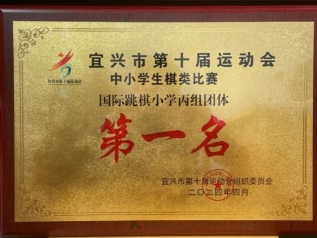 宜兴市第十届运动会
中小学生棋类比赛
国际跳棋小学丙组团体
第一名
宜兴市第十届运动会组织委员会
二〇二四年四月